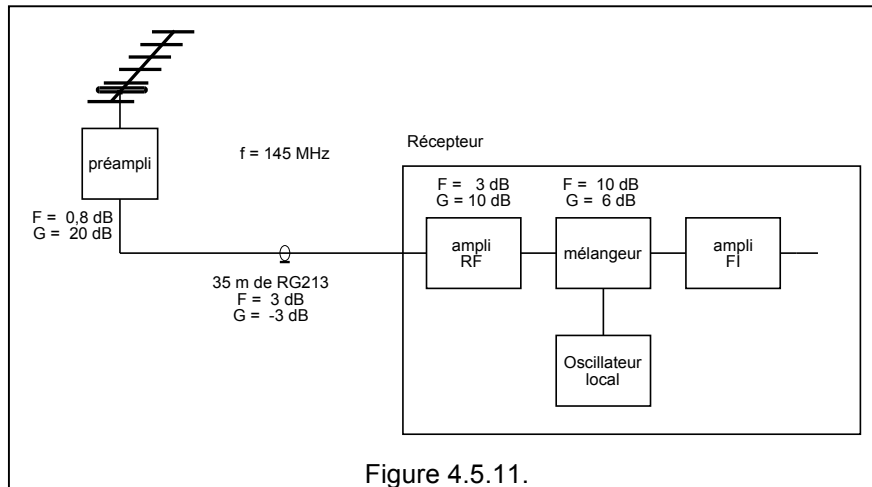 préampli
F = 0,8 dB
G = 20 dB
f = 145 MHz
35 m de RG213
F = 3 dB
G = -3 dB
Récepteur
F = 3 dB
G = 10 dB
ampli
RF
F = 10 dB
G = 6 dB
mélangeur
ampli
FI
Oscillateur
local
Figure 4.5.11.